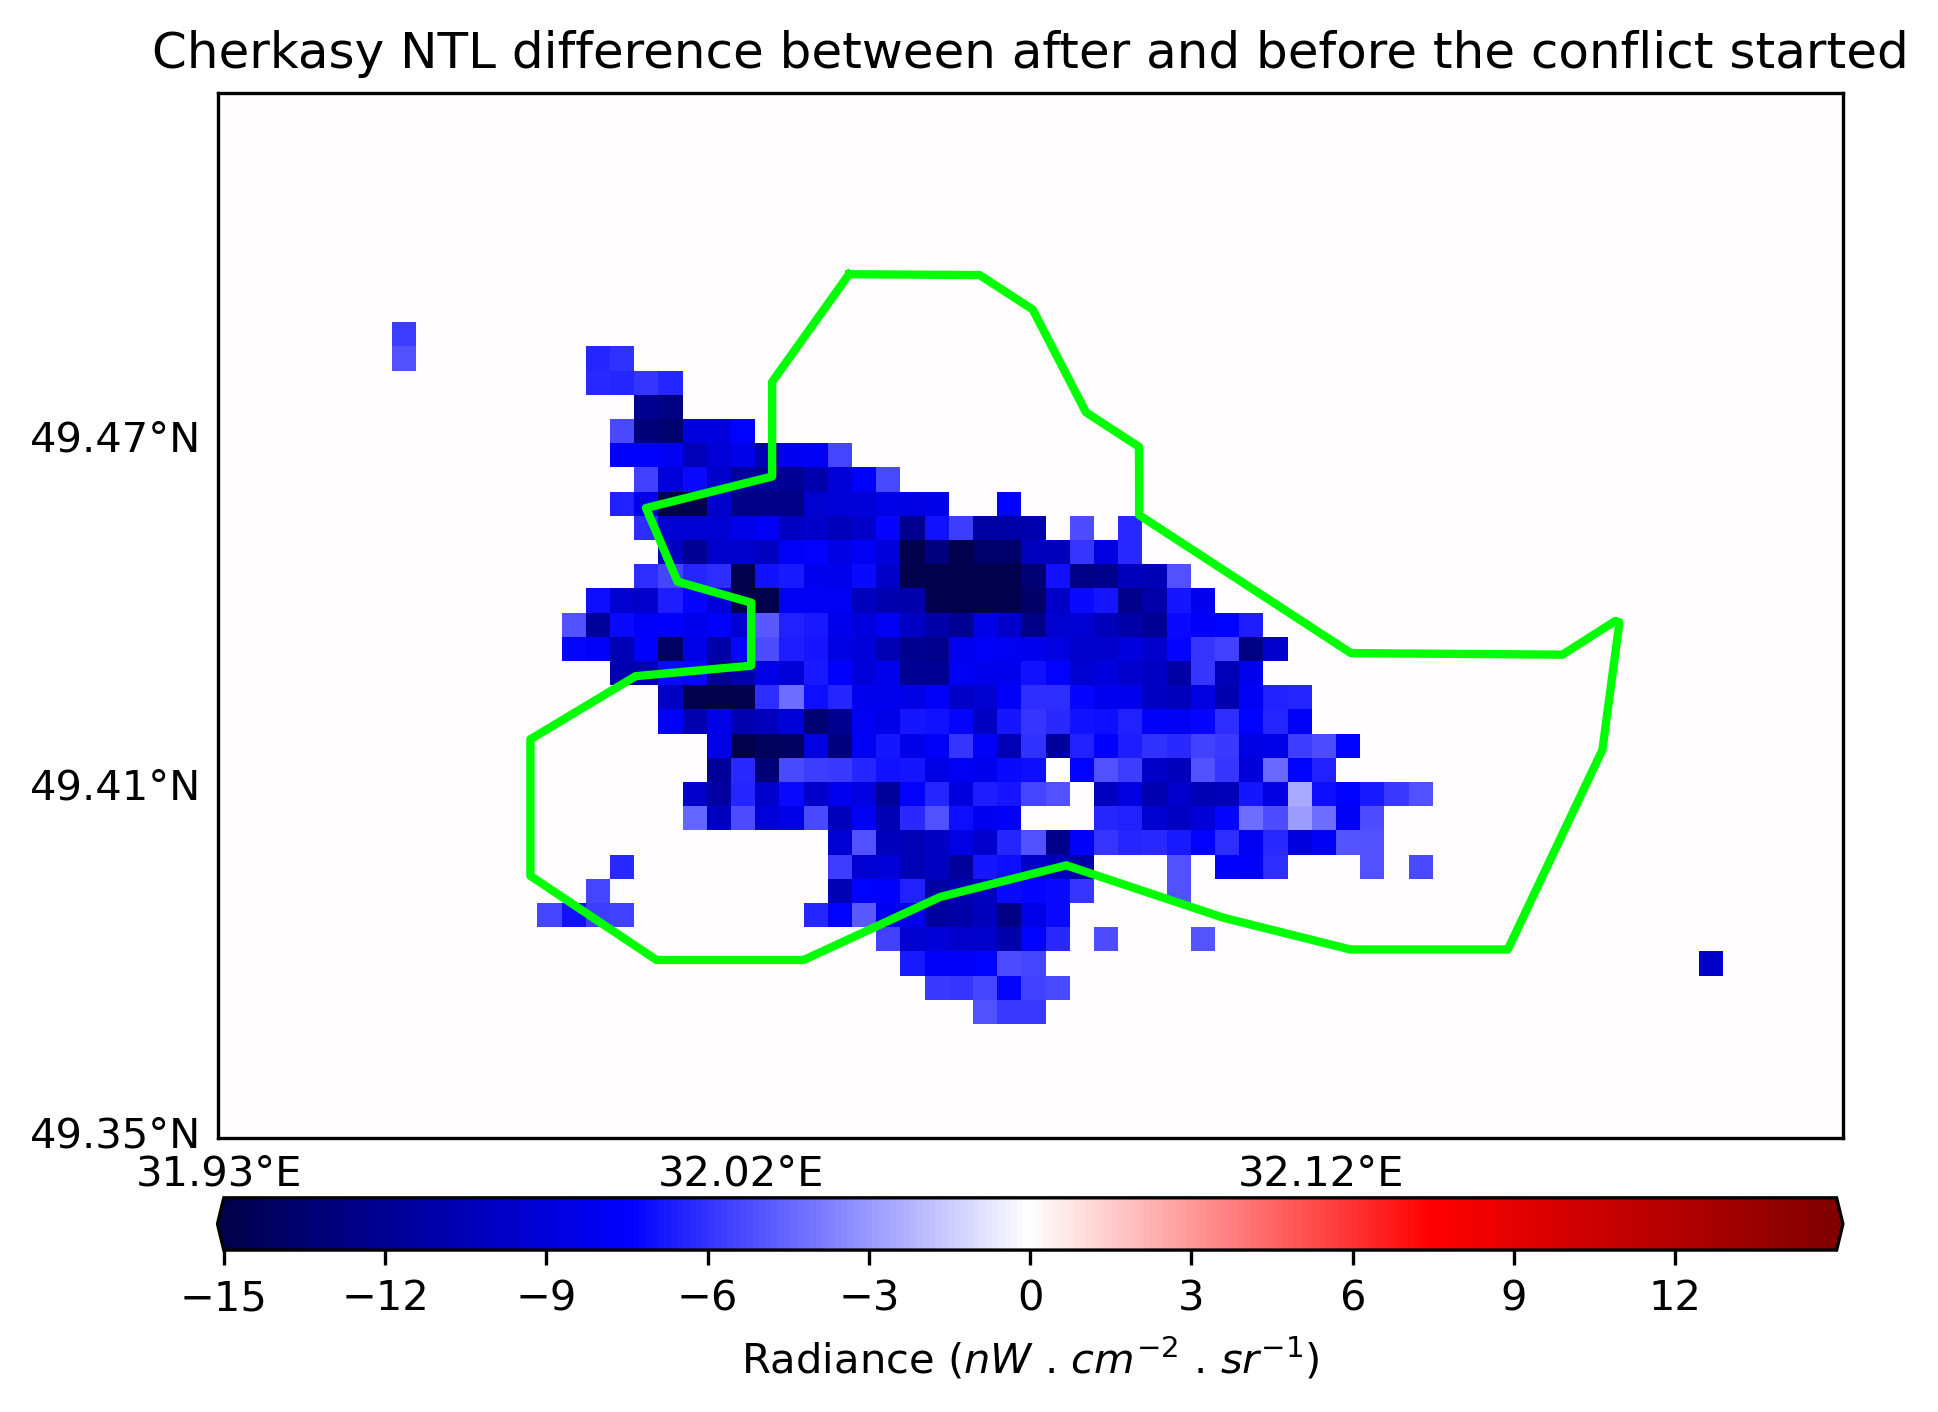 Cherkasy NTL difference between after and before the conflict started
49.47°N
49.41°N
49.35°N
31.93°E 32.02°E 32.12°E
−15 −12 −9 −6 −3 0 3 6 9 12
Radiance (nW . cm⁻² . sr⁻¹)